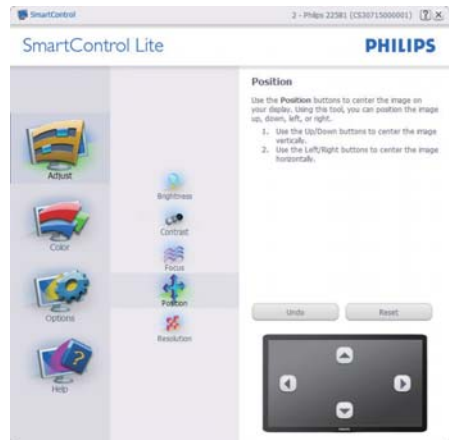 SmartControl
2 - Philips 225B1 (CS30715000001)
SmartControl Lite
PHILIPS
Position
Use the Position buttons to center the image on
your display. Using this tool, you can position the image
up, down, left, or right.
1. Use the Up/Down buttons to center the image
vertically.
2. Use the Left/Right buttons to center the image
horizontally.
Adjust
Color
Options
Help
Brightness
Contrast
Focus
Position
Resolution
Undo
Reset